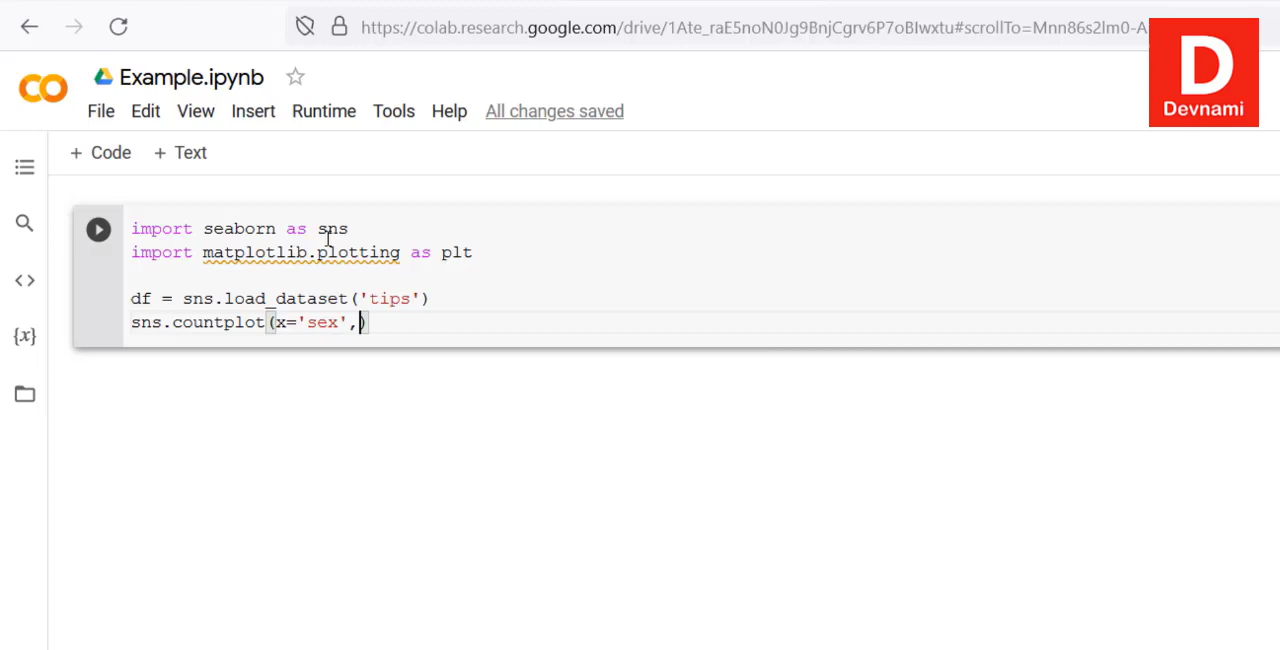 https://colab.research.google.com/drive/1Ate_raE5noN0Jg9BnjCgrv6P7oBIwxtu#scrollTo=Mnn86s2lm0-A
D
Devnami
CO
Example.ipynb
File Edit View Insert Runtime Tools Help All changes saved
+ Code + Text
import seaborn as sns
import matplotlib.plotting as plt
df = sns.load_dataset('tips')
sns.countplot(x='sex',)
{x}